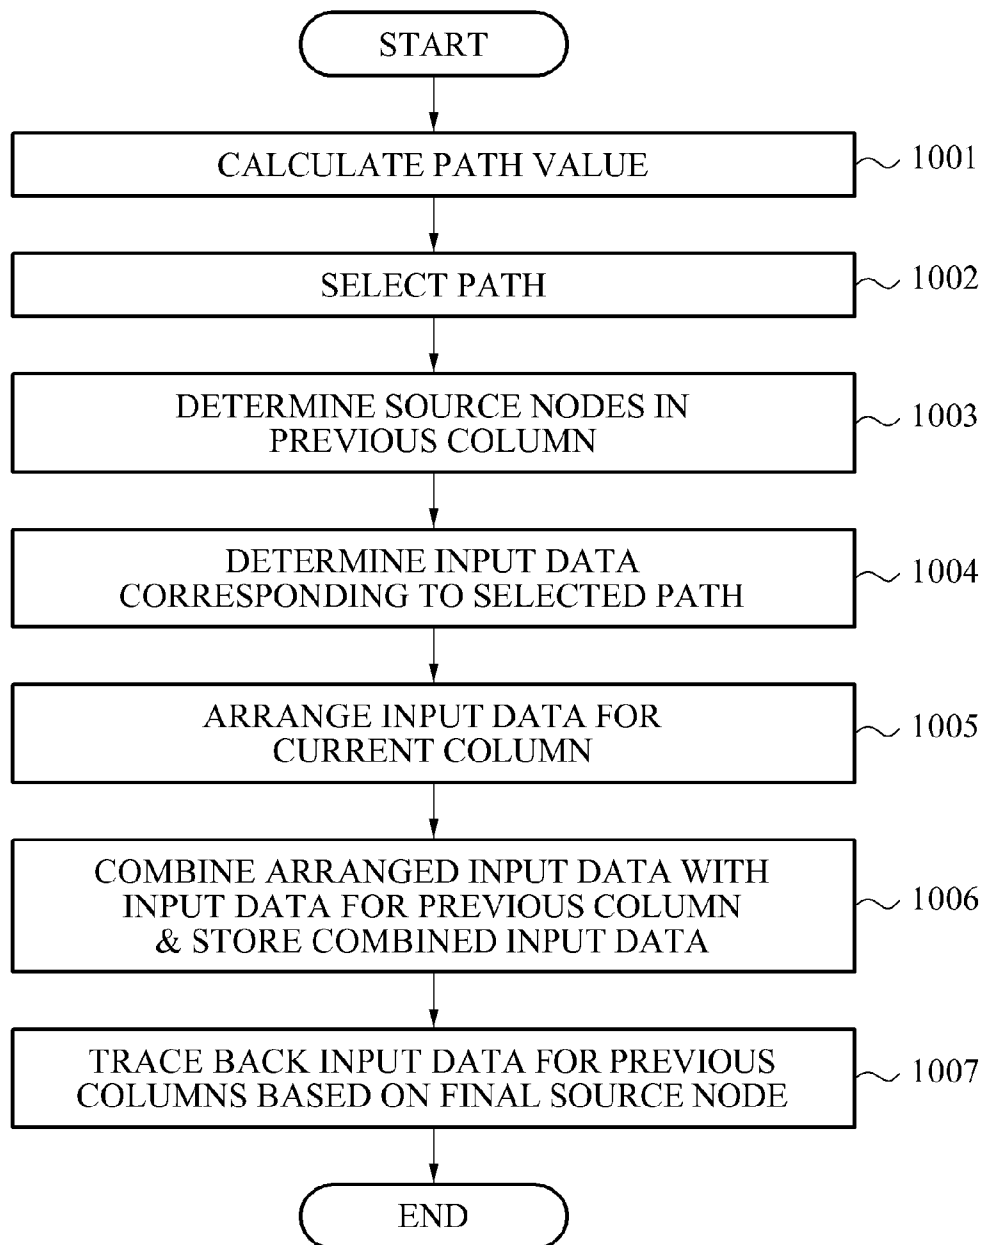 START
CALCULATE PATH VALUE
1001
SELECT PATH
1002
DETERMINE SOURCE NODES IN
PREVIOUS COLUMN
1003
DETERMINE INPUT DATA
CORRESPONDING TO SELECTED PATH
1004
ARRANGE INPUT DATA FOR
CURRENT COLUMN
1005
COMBINE ARRANGED INPUT DATA WITH
INPUT DATA FOR PREVIOUS COLUMN
& STORE COMBINED INPUT DATA
1006
TRACE BACK INPUT DATA FOR PREVIOUS
COLUMNS BASED ON FINAL SOURCE NODE
1007
END